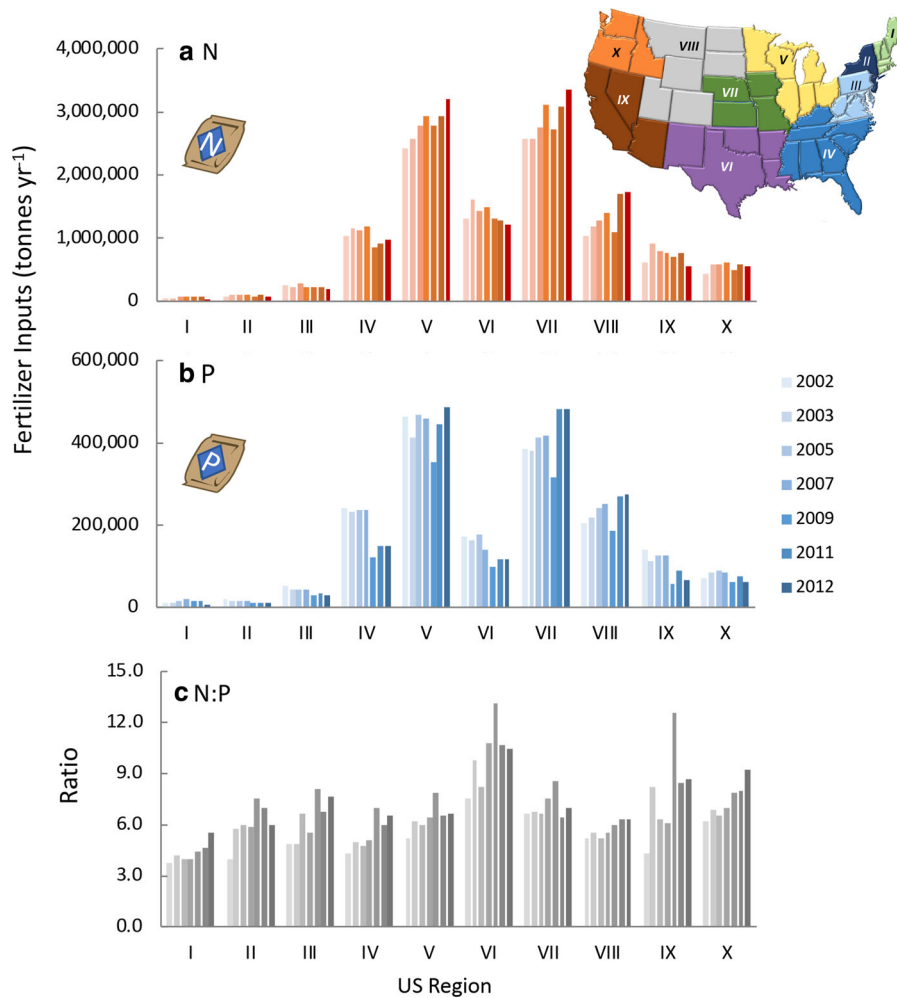 a N
4,000,000
3,000,000
2,000,000
1,000,000
0
N
I II III IV V VI VII VIII IX X
I
II
III
IV
V
VI
VII
VIII
IX
X
Fertilizer Inputs (tonnes yr⁻¹)
b P
600,000
400,000
200,000
0
P
I II III IV V VI VII VIII IX X
2002
2003
2005
2007
2009
2011
2012
c N:P
15.0
12.0
9.0
6.0
3.0
0.0
Ratio
I II III IV V VI VII VIII IX X
US Region